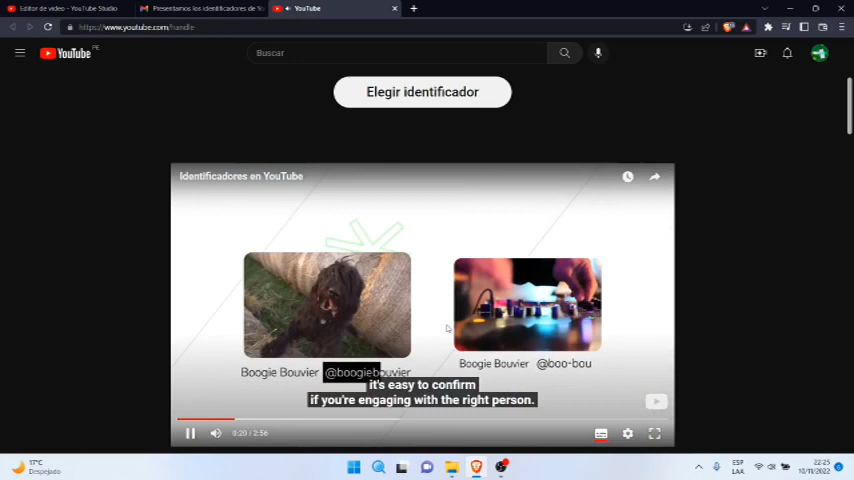 Editor de video - YouTube Studio
Presentamos los identificadores de Yo
YouTube
https://www.youtube.com/handle
YouTube PE
Buscar
Elegir identificador
Identificadores en YouTube
Boogie Bouvier @boogiebouvier
Boogie Bouvier @boo-bou
it's easy to confirm
if you're engaging with the right person.
0:20 / 2:56
17°C
Despejado
ESP
LAA
22:25
10/11/2022